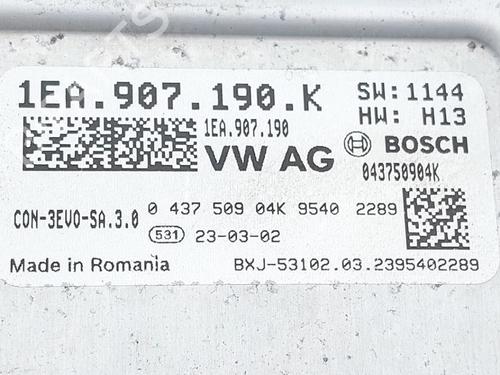 1EA.907.190.K SW:1144
1EA.907.190 HW: H13
VW AG BOSCH
043750904K
CON-3EVO-SA.3.0 0 437 509 04K 9540 2289
531 23-03-02
Made in Romania BXJ-53102.03.2395402289